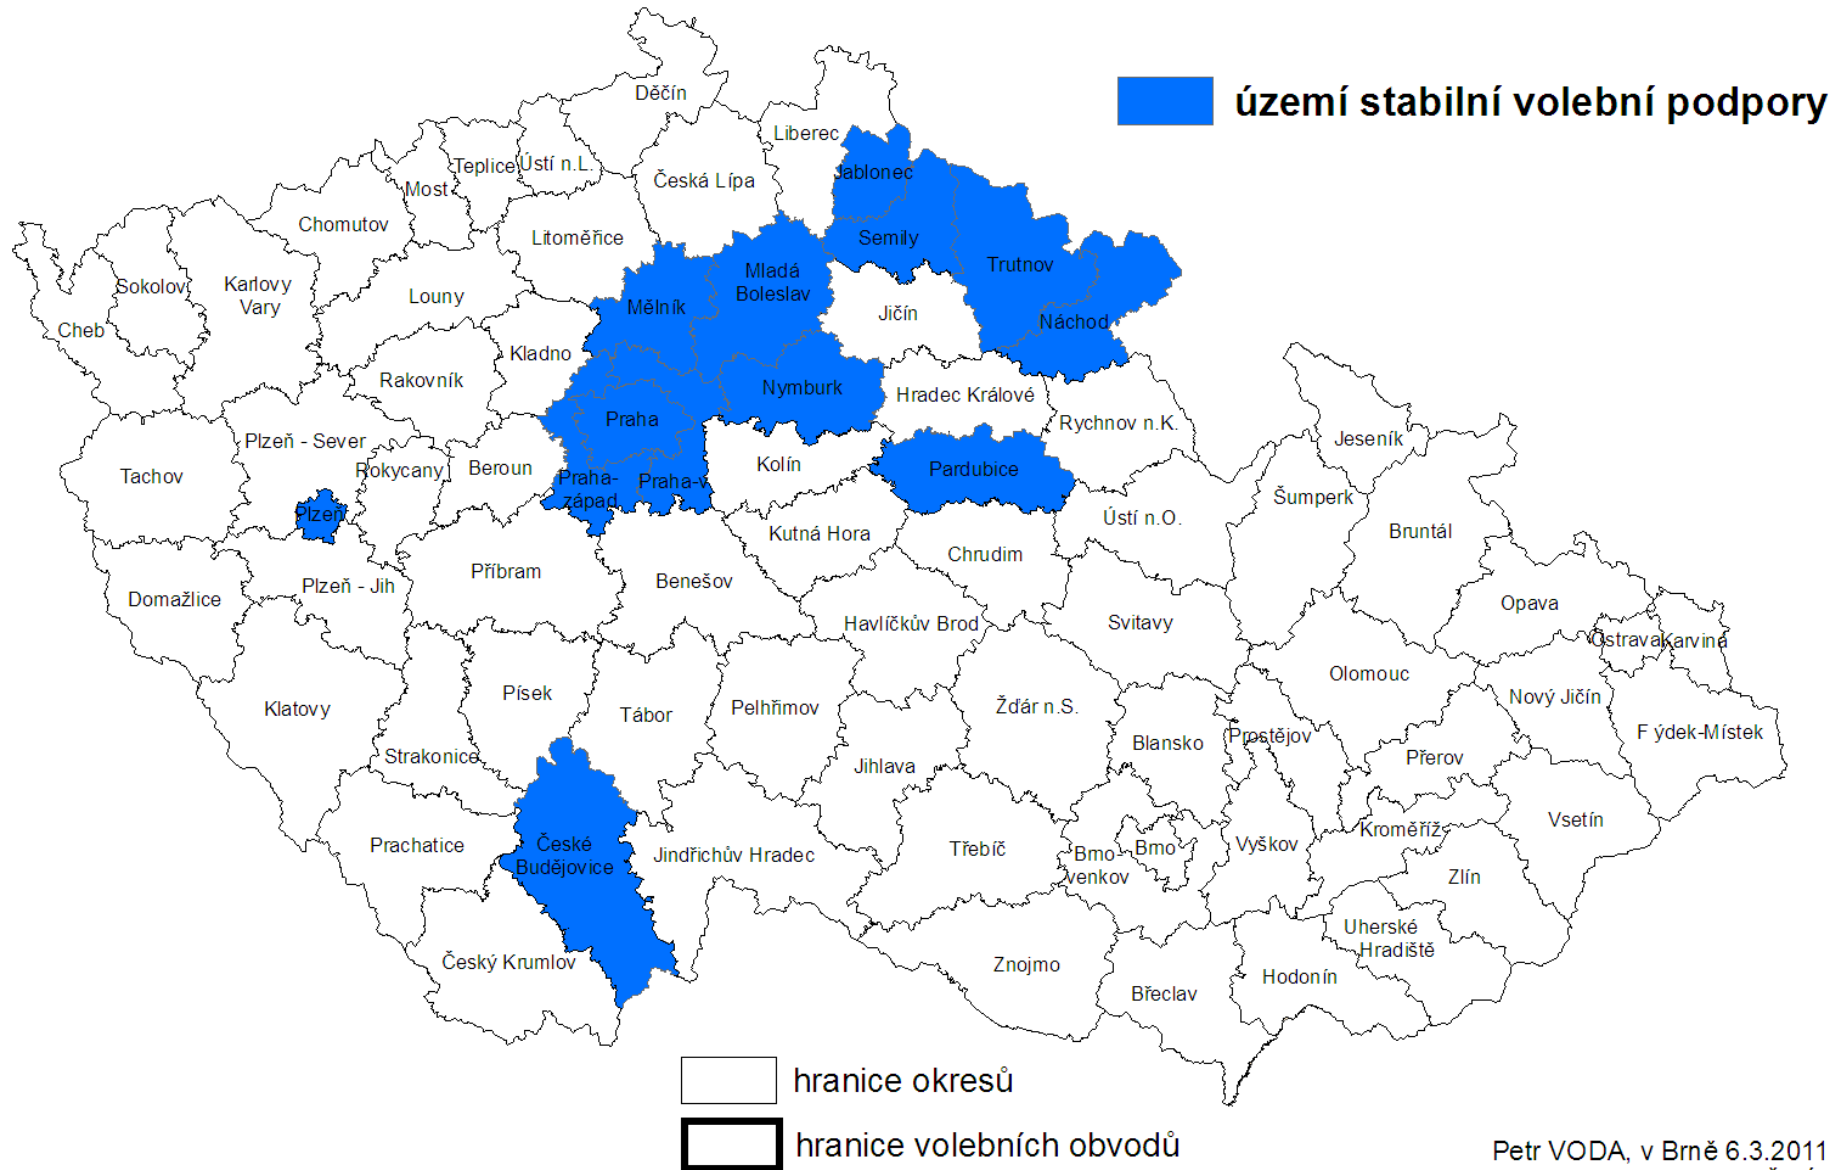 Děčín
území stabilní volební podpory
Liberec
Teplice
Ústí n.L.
Jablonec
Česká Lípa
Most
Chomutov
Litoměřice
Semily
Trutnov
Sokolov
Karlovy
Vary
Louny
Mělník
Mladá
Boleslav
Jičín
Náchod
Cheb
Kladno
Rakovník
Nymburk
Hradec Králové
Praha
Rychnov n.K.
Jeseník
Plzeň - Sever
Rokycany
Beroun
Kolín
Pardubice
Tachov
Praha-
západ
Praha-v
Šumperk
Plzeň
Ústí n.O.
Bruntál
Kutná Hora
Chrudim
Příbram
Benešov
Plzeň - Jih
Domažlice
Opava
Havlíčkův Brod
Svitavy
Ostrava
Karviná
Olomouc
Písek
Nový Jičín
Klatovy
Tábor
Pelhřimov
Žďár n.S.
F ýdek-Místek
Blansko
Prostějov
Strakonice
Přerov
Jihlava
Vsetín
Kroměříž
Prachatice
České
Budějovice
Jindřichův Hradec
Třebíč
Brno-
venkov
Brno
Vyškov
Zlín
Uherské
Hradiště
Český Krumlov
Znojmo
Hodonín
Břeclav
hranice okresů
hranice volebních obvodů
Petr VODA, v Brně 6.3.2011